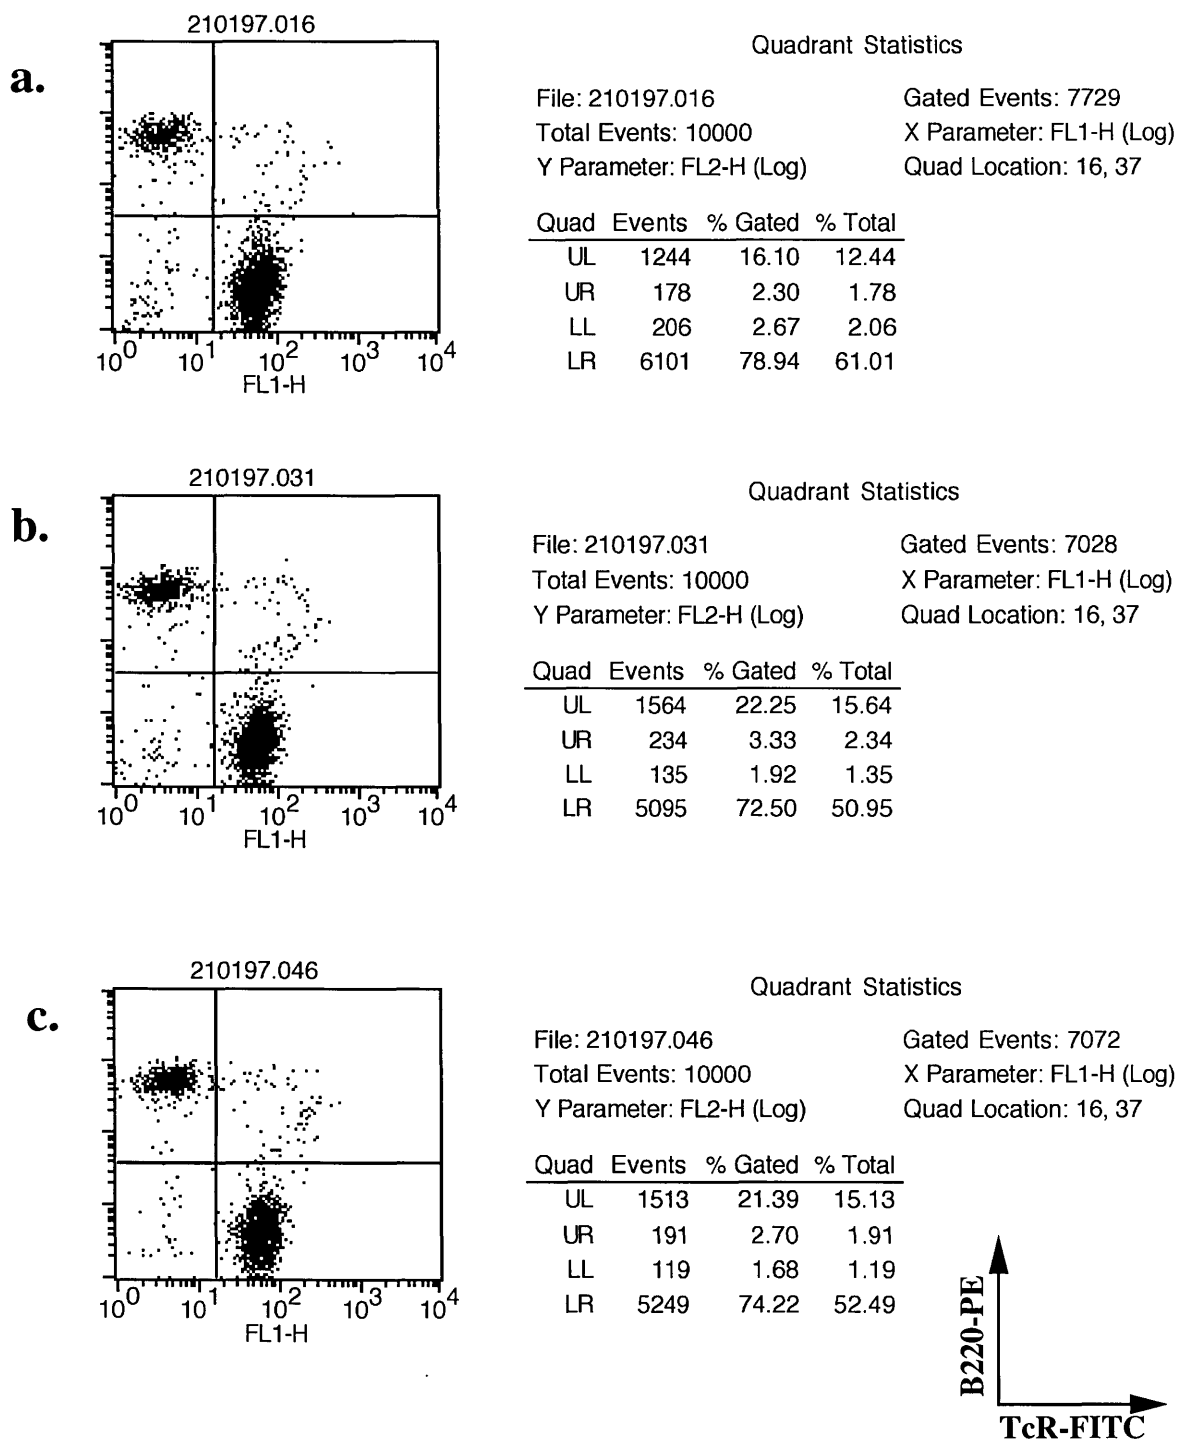 a.
210197.016
10^0 10^1 10^2 10^3 10^4
FL1-H
Quadrant Statistics
File: 210197.016 Gated Events: 7729
Total Events: 10000 X Parameter: FL1-H (Log)
Y Parameter: FL2-H (Log) Quad Location: 16, 37
Quad Events % Gated % Total
UL 1244 16.10 12.44
UR 178 2.30 1.78
LL 206 2.67 2.06
LR 6101 78.94 61.01
b.
210197.031
10^0 10^1 10^2 10^3 10^4
FL1-H
Quadrant Statistics
File: 210197.031 Gated Events: 7028
Total Events: 10000 X Parameter: FL1-H (Log)
Y Parameter: FL2-H (Log) Quad Location: 16, 37
Quad Events % Gated % Total
UL 1564 22.25 15.64
UR 234 3.33 2.34
LL 135 1.92 1.35
LR 5095 72.50 50.95
c.
210197.046
10^0 10^1 10^2 10^3 10^4
FL1-H
Quadrant Statistics
File: 210197.046 Gated Events: 7072
Total Events: 10000 X Parameter: FL1-H (Log)
Y Parameter: FL2-H (Log) Quad Location: 16, 37
Quad Events % Gated % Total
UL 1513 21.39 15.13
UR 191 2.70 1.91
LL 119 1.68 1.19
LR 5249 74.22 52.49
B220-PE
TcR-FITC